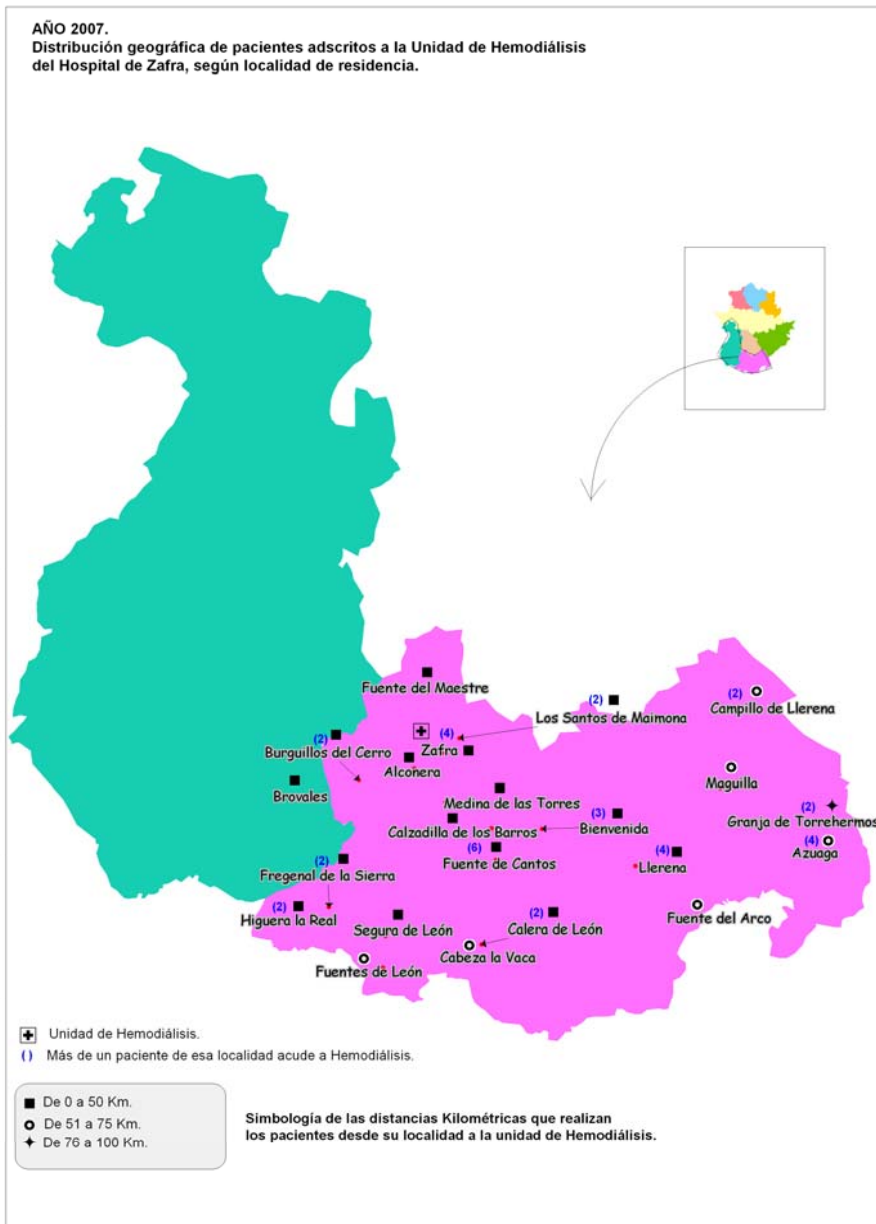 AÑO 2007.
Distribución geográfica de pacientes adscritos a la Unidad de Hemodiálisis
del Hospital de Zafra, según localidad de residencia.
Fuente del Maestre
(2)
Los Santos de Maimona
(2)
Campillo de Llerena
(2)
Burguillos del Cerro
(4)
Zafra
Alconera
Maguilla
Brovales
Medina de las Torres
(2)
Granja de Torrehermos
Calzadilla de los Barros
(3)
Bienvenida
(4)
Azuaga
(6)
Fuente de Cantos
(4)
Llerena
(2)
Fregenal de la Sierra
(2)
Higuera la Real
Segura de León
(2)
Calera de León
Fuente del Arco
Fuentes de León
Cabeza la Vaca
Unidad de Hemodiálisis.
() Más de un paciente de esa localidad acude a Hemodiálisis.
De 0 a 50 Km.
De 51 a 75 Km.
De 76 a 100 Km.
Simbología de las distancias Kilométricas que realizan
los pacientes desde su localidad a la unidad de Hemodiálisis.